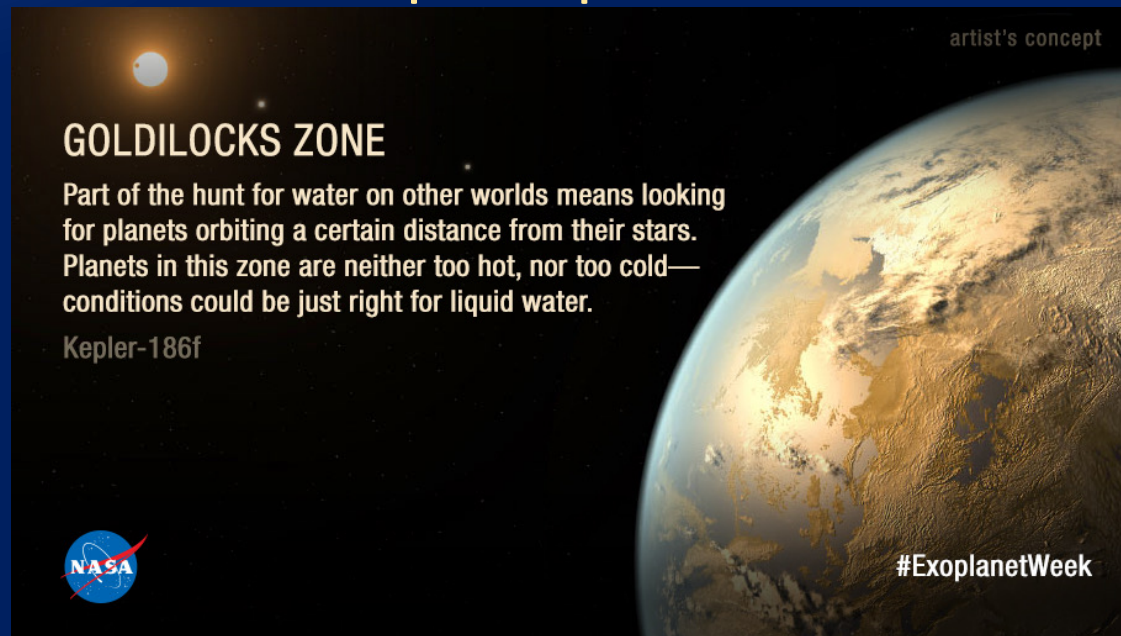 artist's concept
GOLDILOCKS ZONE
Part of the hunt for water on other worlds means looking
for planets orbiting a certain distance from their stars.
Planets in this zone are neither too hot, nor too cold—
conditions could be just right for liquid water.
Kepler-186f
NASA
#ExoplanetWeek